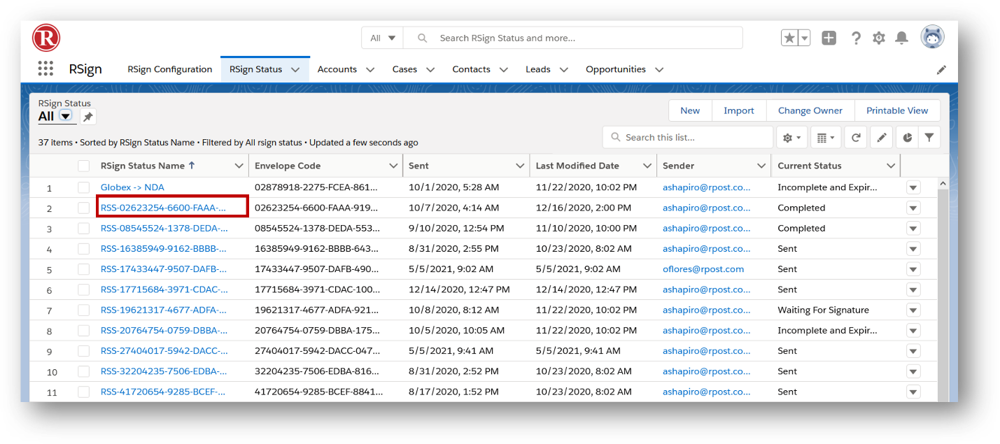 R
All Search RSign Status and more...
RSign RSign Configuration RSign Status Accounts Cases Contacts Leads Opportunities
RSign Status
All
New Import Change Owner Printable View
37 items • Sorted by RSign Status Name • Filtered by All rsign status • Updated a few seconds ago
Search this list...
RSign Status Name ↑ Envelope Code Sent Last Modified Date Sender Current Status
1 Globex -> NDA 02878918-2275-FCEA-861... 10/1/2020, 5:28 AM 11/22/2020, 10:02 PM ashapiro@rpost.co... Incomplete and Expir...
2 RSS-02623254-6600-FAAA-... 02623254-6600-FAAA-919... 10/7/2020, 4:14 AM 12/16/2020, 2:00 PM ashapiro@rpost.co... Completed
3 RSS-08545524-1378-DEDA-... 08545524-1378-DEDA-553... 9/10/2020, 12:54 PM 11/10/2020, 10:00 PM ashapiro@rpost.co... Completed
4 RSS-16385949-9162-BBBB-... 16385949-9162-BBBB-643... 8/31/2020, 2:55 PM 10/23/2020, 8:02 AM ashapiro@rpost.co... Sent
5 RSS-17433447-9507-DAFB-... 17433447-9507-DAFB-490... 5/5/2021, 9:02 AM 5/5/2021, 9:02 AM oflores@rpost.com Sent
6 RSS-17715684-3971-CDAC-... 17715684-3971-CDAC-100... 12/14/2020, 12:47 PM 12/14/2020, 12:47 PM ashapiro@rpost.co... Sent
7 RSS-19621317-4677-ADFA-... 19621317-4677-ADFA-921... 10/8/2020, 8:12 AM 11/22/2020, 10:02 PM ashapiro@rpost.co... Waiting For Signature
8 RSS-20764754-0759-DBBA-... 20764754-0759-DBBA-175... 10/5/2020, 10:05 AM 11/22/2020, 10:02 PM ashapiro@rpost.co... Incomplete and Expir...
9 RSS-27404017-5942-DACC-... 27404017-5942-DACC-047... 5/5/2021, 9:41 AM 5/5/2021, 9:41 AM ashapiro@rpost.co... Sent
10 RSS-32204235-7506-EDBA-... 32204235-7506-EDBA-816... 8/31/2020, 2:52 PM 10/23/2020, 8:02 AM ashapiro@rpost.co... Sent
11 RSS-41720654-9285-BCEF-... 41720654-9285-BCEF-8841... 8/17/2020, 1:52 PM 10/23/2020, 8:02 AM ashapiro@rpost.co... Sent